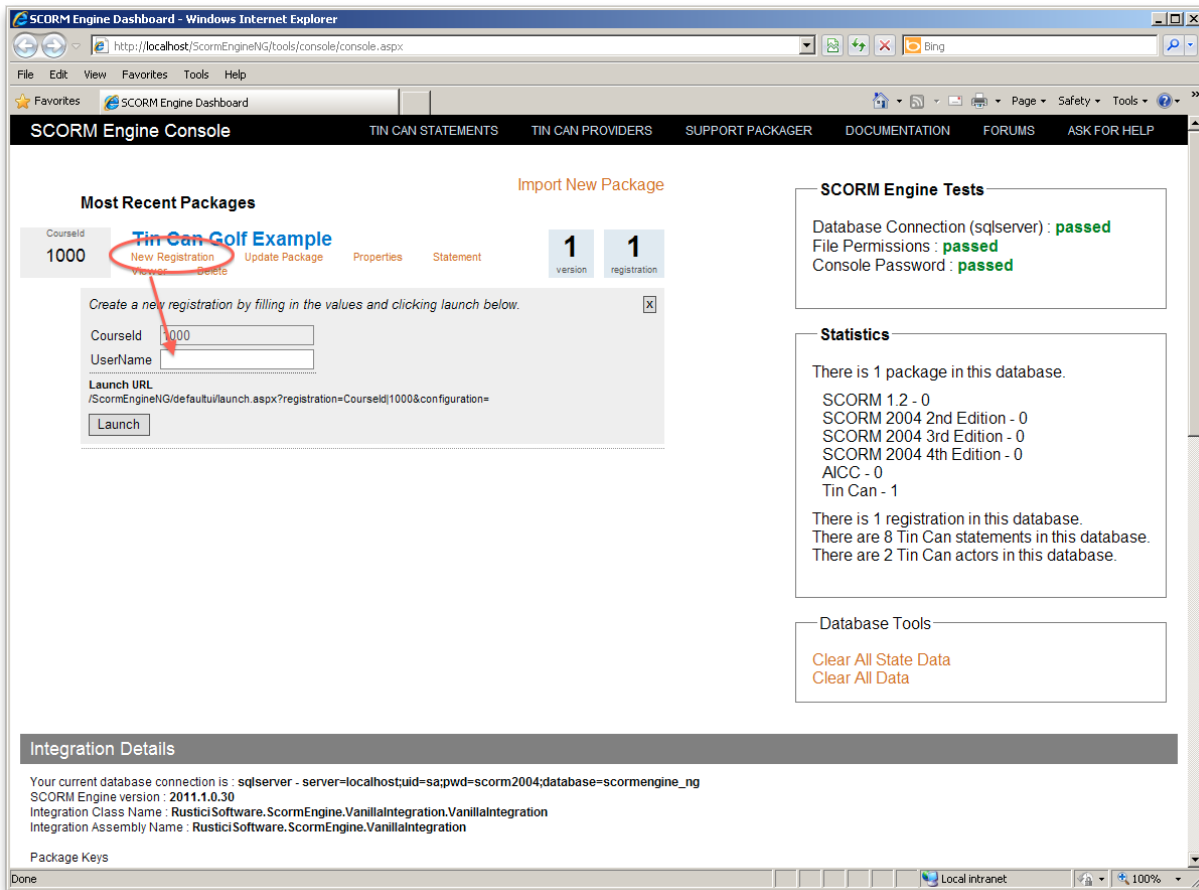 SCORM Engine Dashboard - Windows Internet Explorer
http://localhost/ScormEngineNG/tools/console/console.aspx
Bing
File Edit View Favorites Tools Help
Favorites SCORM Engine Dashboard Page Safety Tools
SCORM Engine Console TIN CAN STATEMENTS TIN CAN PROVIDERS SUPPORT PACKAGER DOCUMENTATION FORUMS ASK FOR HELP
Import New Package
Most Recent Packages
CourseId
1000
Tin Can Golf Example
New Registration Update Package Properties Statement
Viewer Delete
1
version
1
registration
Create a new registration by filling in the values and clicking launch below. X
CourseId 1000
UserName
Launch URL
/ScormEngineNG/defaultui/launch.aspx?registration=CourseId|1000&configuration=
Launch
SCORM Engine Tests
Database Connection (sqlserver) : passed
File Permissions : passed
Console Password : passed
Statistics
There is 1 package in this database.
SCORM 1.2 - 0
SCORM 2004 2nd Edition - 0
SCORM 2004 3rd Edition - 0
SCORM 2004 4th Edition - 0
AICC - 0
Tin Can - 1
There is 1 registration in this database.
There are 8 Tin Can statements in this database.
There are 2 Tin Can actors in this database.
Database Tools
Clear All State Data
Clear All Data
Integration Details
Your current database connection is : sqlserver - server=localhost;uid=sa;pwd=scorm2004;database=scormengine_ng
SCORM Engine version : 2011.1.0.30
Integration Class Name : RusticiSoftware.ScormEngine.VanillaIntegration.VanillaIntegration
Integration Assembly Name : RusticiSoftware.ScormEngine.VanillaIntegration
Package Keys
Done Local intranet 100%